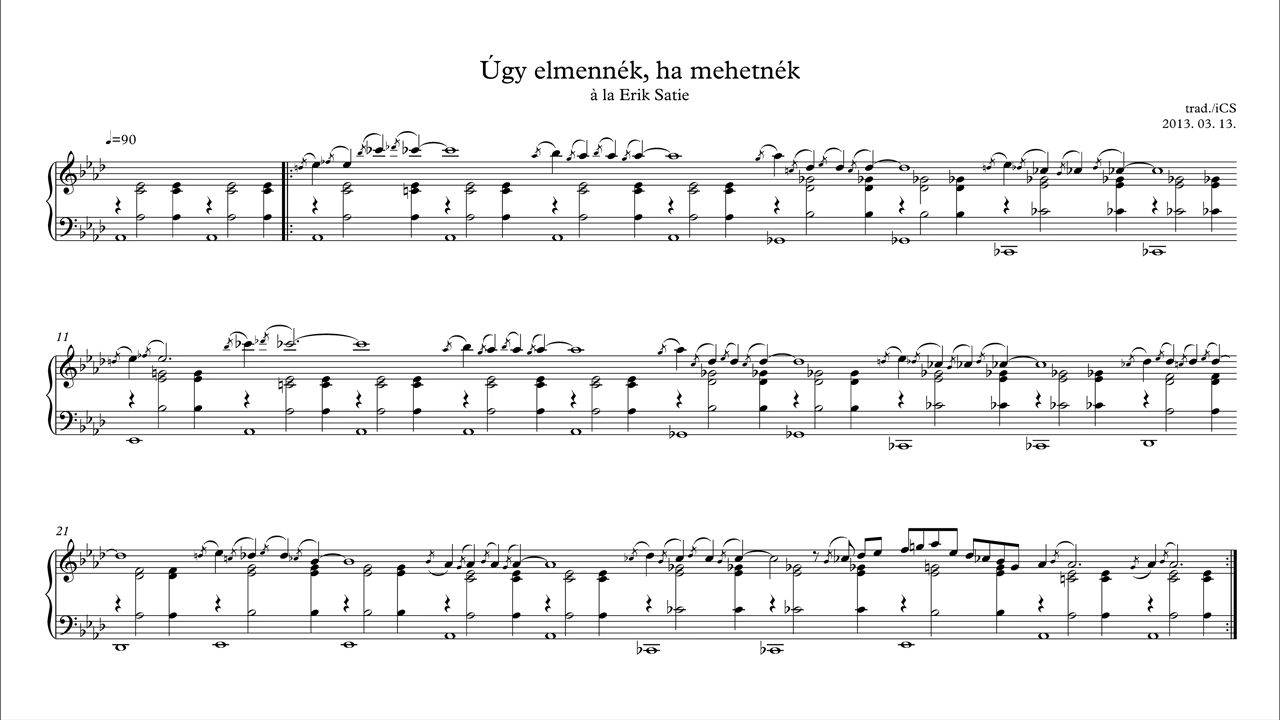 Úgy elmennék, ha mehetnék
à la Erik Satie
trad./iCS
2013. 03. 13.
♩=90
11
21